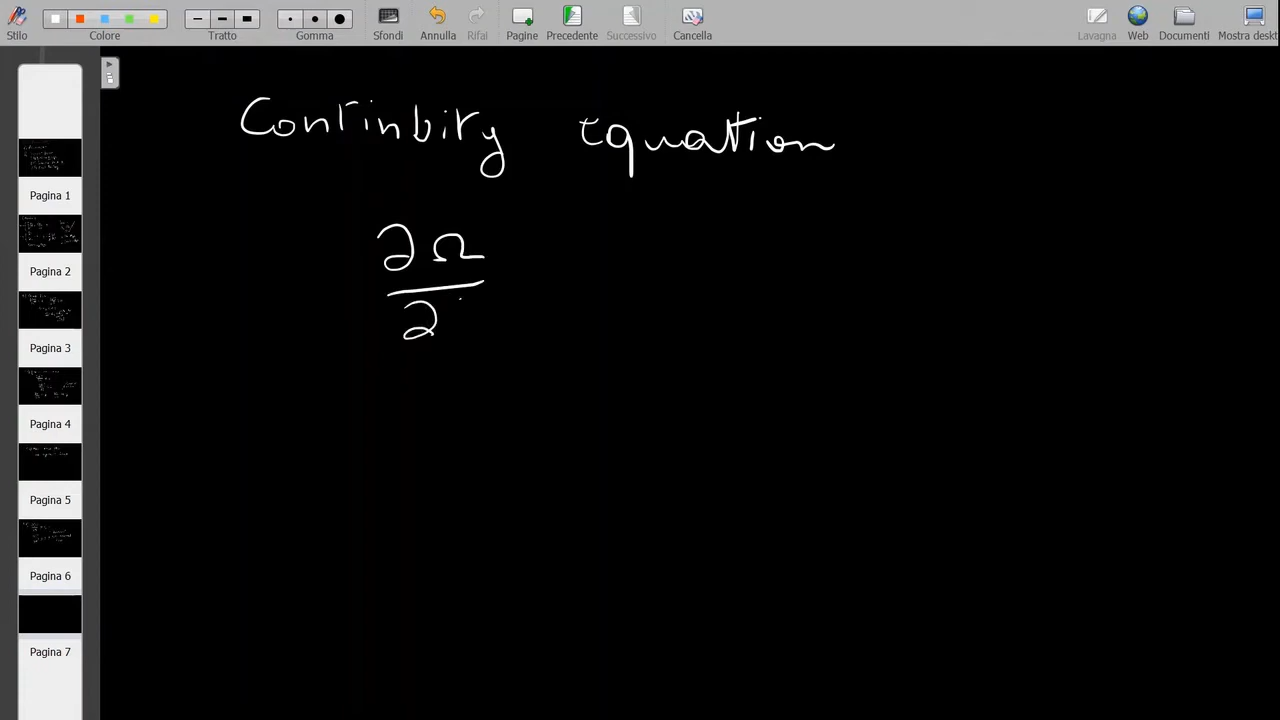 Stilo Colore Tratto Gomma Sfondi Annulla Rifai Pagine Precedente Successivo Cancella Lavagna Web Documenti Mostra deskt
Continuity equation
∂Ω
∂
Pagina 1
Pagina 2
Pagina 3
Pagina 4
Pagina 5
Pagina 6
Pagina 7